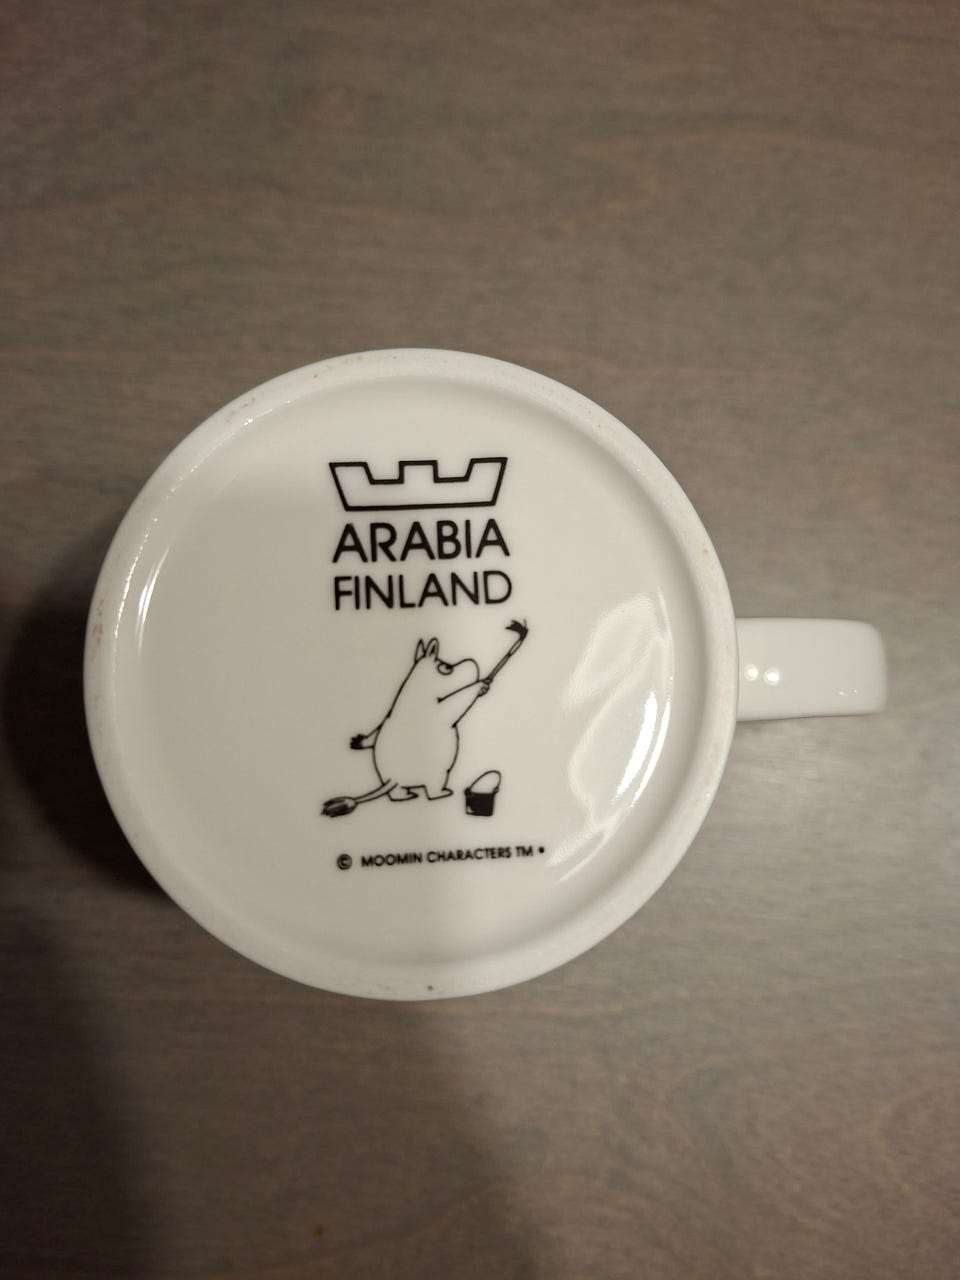 ARABIA
FINLAND
© MOOMIN CHARACTERS TM •